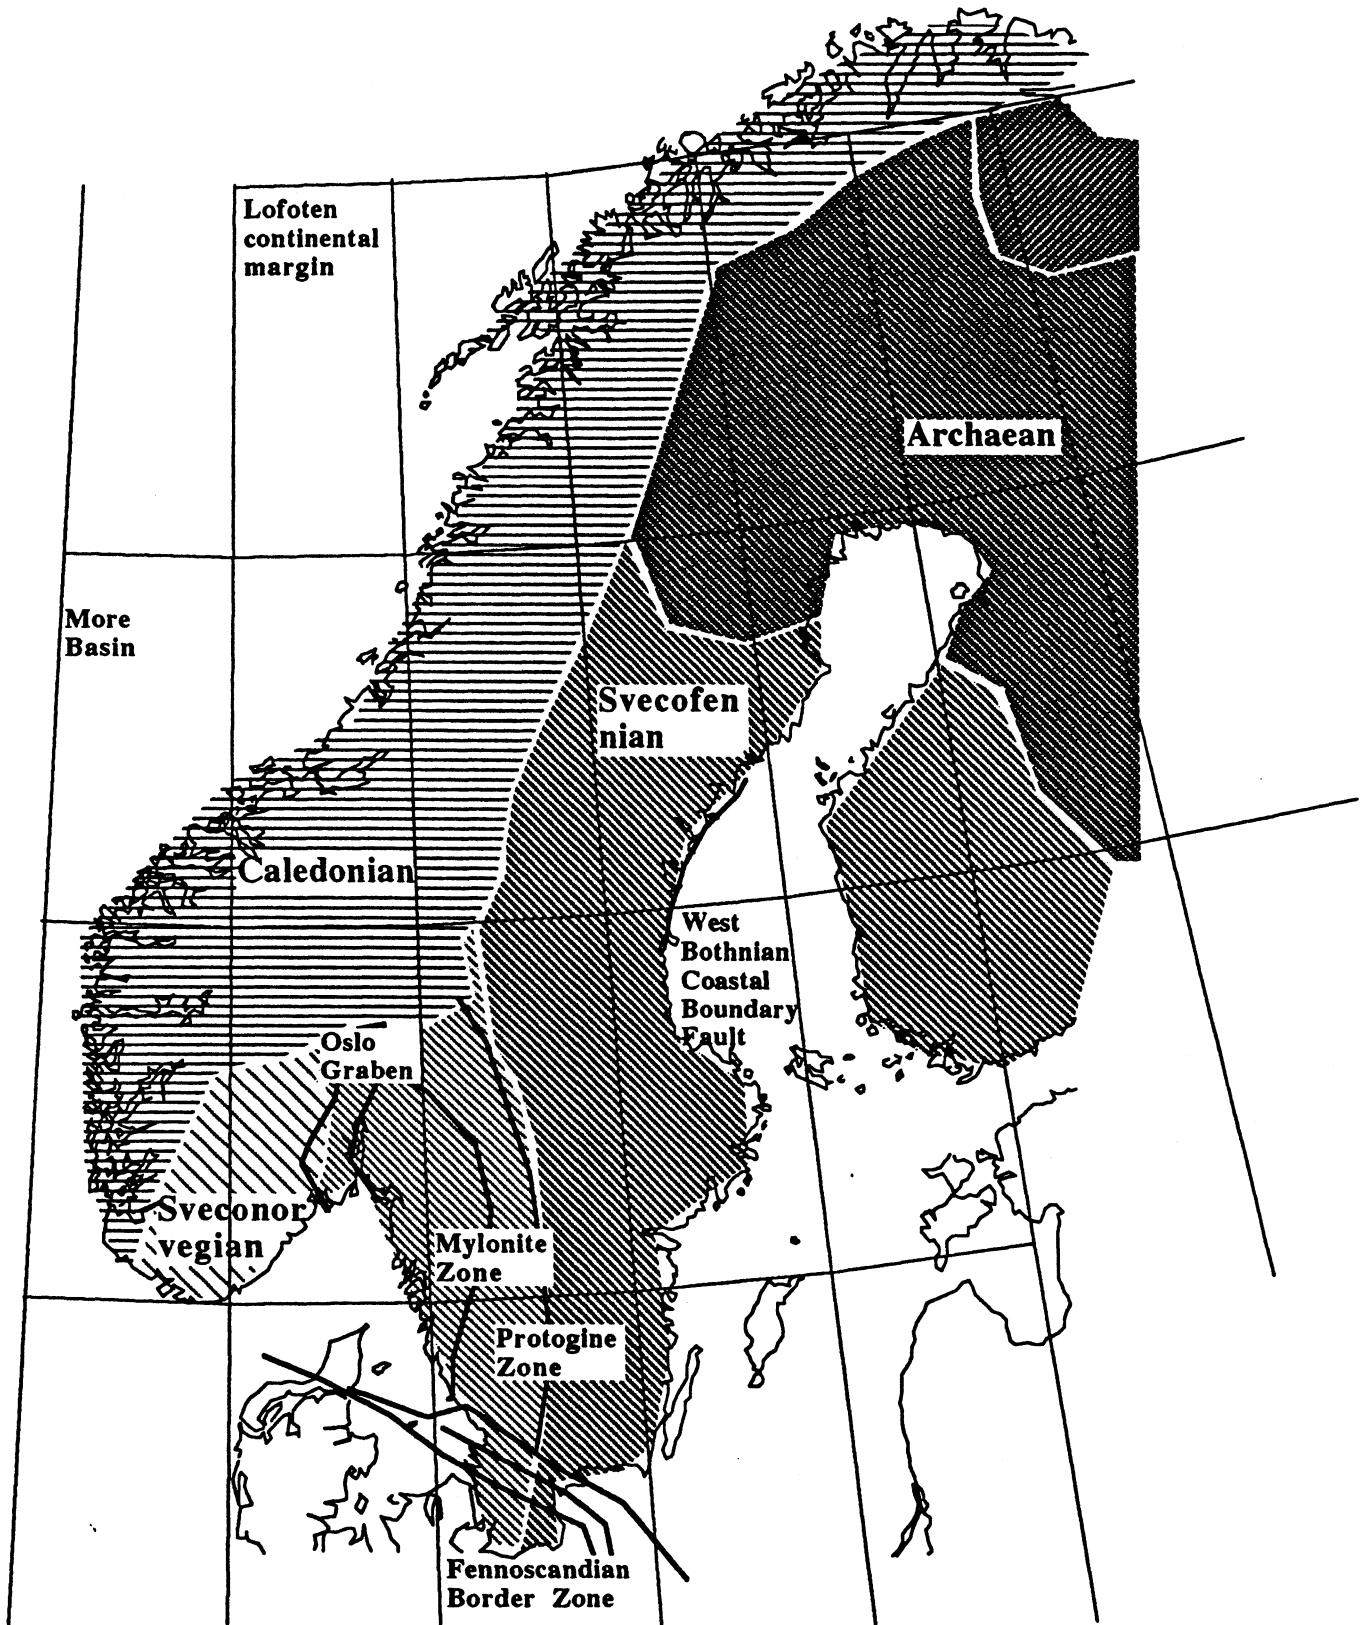 Lofoten
continental
margin
Archaean
More
Basin
Svecofen
nian
Caledonian
West
Bothnian
Coastal
Boundary
Fault
Oslo
Graben
Sveconor
vegian
Mylonite
Zone
Protogine
Zone
Fennoscandian
Border Zone